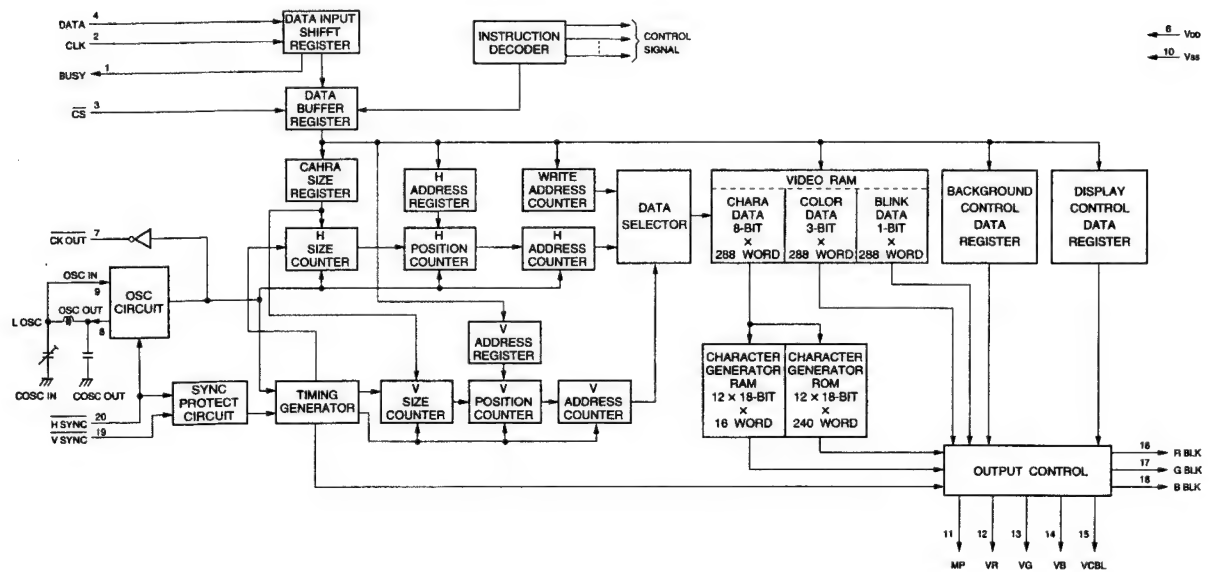 DATA 4
CLK 2
BUSY 1
CS 3
DATA INPUT
SHIFFT
REGISTER
INSTRUCTION
DECODER
CONTROL
SIGNAL
6 VDD
10 VSS
DATA
BUFFER
REGISTER
CAHRA
SIZE
REGISTER
H
ADDRESS
REGISTER
WRITE
ADDRESS
COUNTER
DATA
SELECTOR
VIDEO RAM
CHARA
DATA
8-BIT
×
288 WORD
COLOR
DATA
3-BIT
×
288 WORD
BLINK
DATA
1-BIT
×
288 WORD
BACKGROUND
CONTROL
DATA
REGISTER
DISPLAY
CONTROL
DATA
REGISTER
CK OUT 7
H
SIZE
COUNTER
H
POSITION
COUNTER
H
ADDRESS
COUNTER
OSC IN
9
OSC
CIRCUIT
L OSC
OSC OUT
8
COSC IN
COSC OUT
V
ADDRESS
REGISTER
H SYNC 20
V SYNC 19
SYNC
PROTECT
CIRCUIT
TIMING
GENERATOR
V
SIZE
COUNTER
V
POSITION
COUNTER
V
ADDRESS
COUNTER
CHARACTER
GENERATOR
RAM
12 × 18-BIT
×
16 WORD
CHARACTER
GENERATOR
ROM
12 × 18-BIT
×
240 WORD
OUTPUT CONTROL
R BLK
17 G BLK
B BLK
11 12 13 14 15
MP VR VG VB VCBL